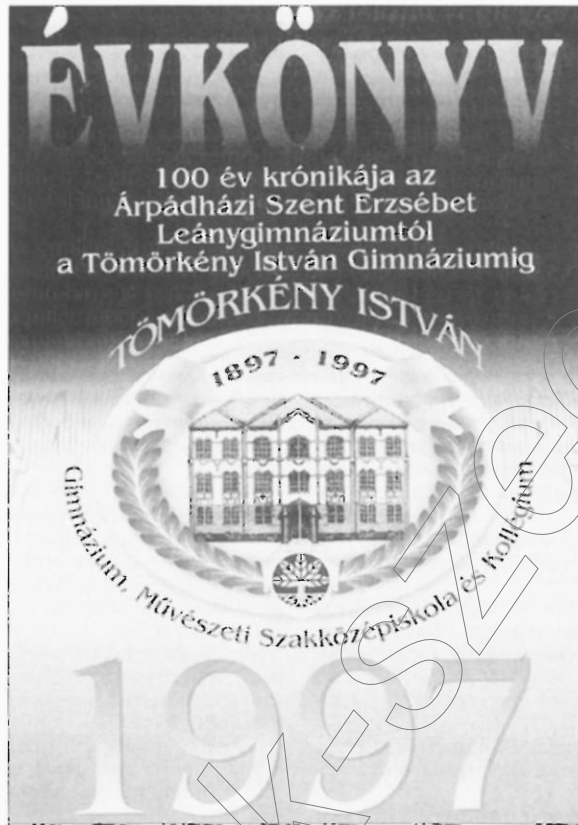 ÉVKÖNYV
100 év krónikája az
Árpádházi Szent Erzsébet
Leánygimnáziumtól
a Tömörkény István Gimnáziumig
TÖMÖRKÉNY ISTVÁN
1897 · 1997
Gimnázium, Művészeti Szakközépiskola és Kollégium
1997